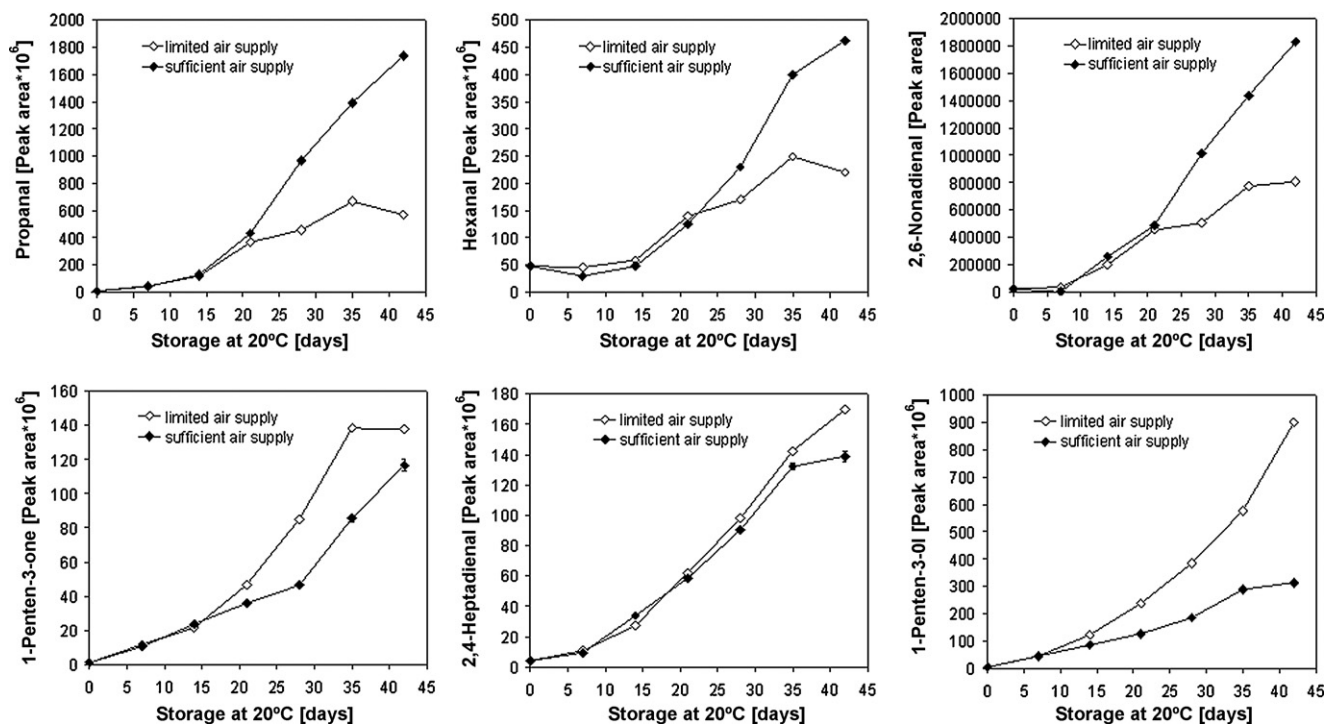 Propanal [Peak area*10⁶]
2000
1800
1600
1400
1200
1000
800
600
400
200
0
limited air supply
sufficient air supply
0 5 10 15 20 25 30 35 40 45
Storage at 20ºC [days]
Hexanal [Peak area*10⁶]
500
450
400
350
300
250
200
150
100
50
0
limited air supply
sufficient air supply
0 5 10 15 20 25 30 35 40 45
Storage at 20ºC [days]
2,6-Nonadienal [Peak area]
2000000
1800000
1600000
1400000
1200000
1000000
800000
600000
400000
200000
0
limited air supply
sufficient air supply
0 5 10 15 20 25 30 35 40 45
Storage at 20ºC [days]
1-Penten-3-one [Peak area*10⁶]
160
140
120
100
80
60
40
20
0
limited air supply
sufficient air supply
0 5 10 15 20 25 30 35 40 45
Storage at 20ºC [days]
2,4-Heptadienal [Peak area*10⁶]
180
160
140
120
100
80
60
40
20
0
limited air supply
sufficient air supply
0 5 10 15 20 25 30 35 40 45
Storage at 20ºC [days]
1-Penten-3-0l [Peak area*10⁶]
1000
900
800
700
600
500
400
300
200
100
0
limited air supply
sufficient air supply
0 5 10 15 20 25 30 35 40 45
Storage at 20ºC [days]